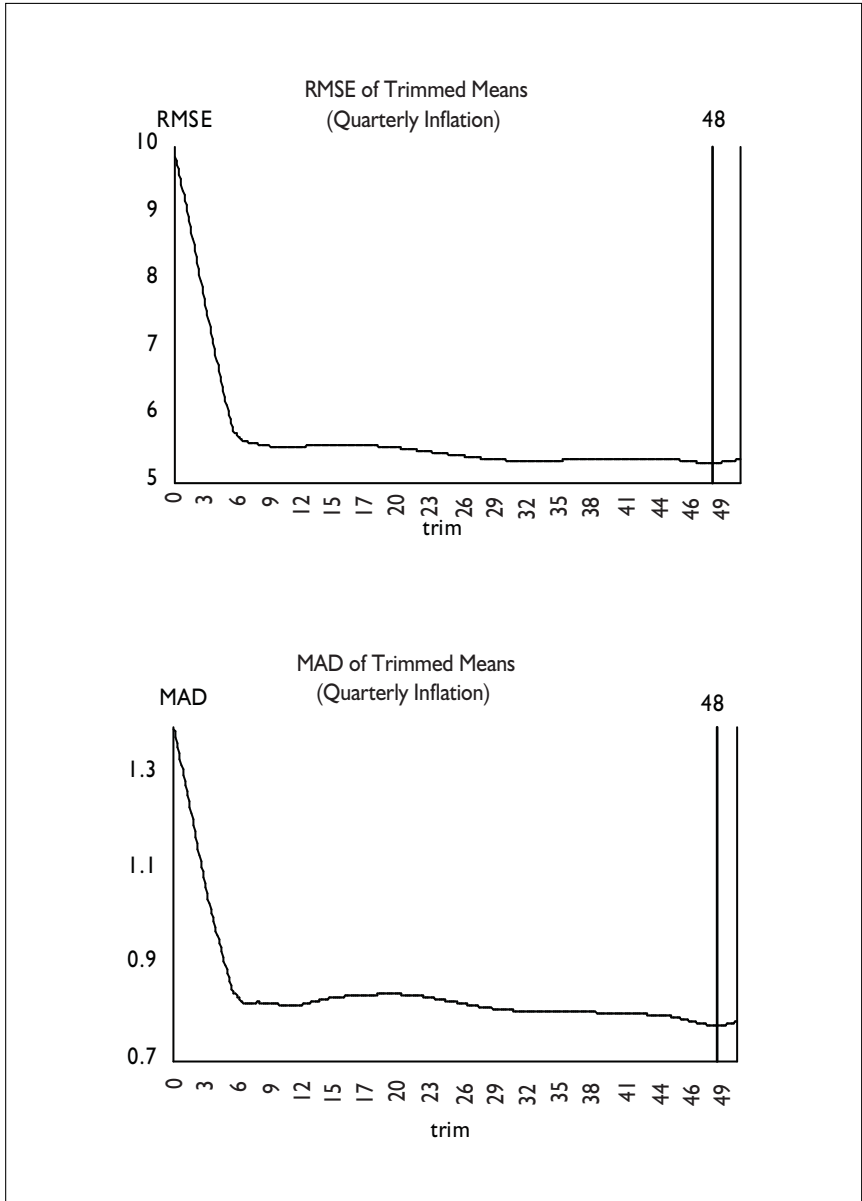 RMSE of Trimmed Means
(Quarterly Inflation)
RMSE
48
10
9
8
7
6
5
0 3 6 9 12 15 17 20 23 26 29 32 35 38 41 44 46 49
trim
MAD of Trimmed Means
(Quarterly Inflation)
MAD
48
1.3
1.1
0.9
0.7
0 3 6 9 12 15 17 20 23 26 29 32 35 38 41 44 46 49
trim